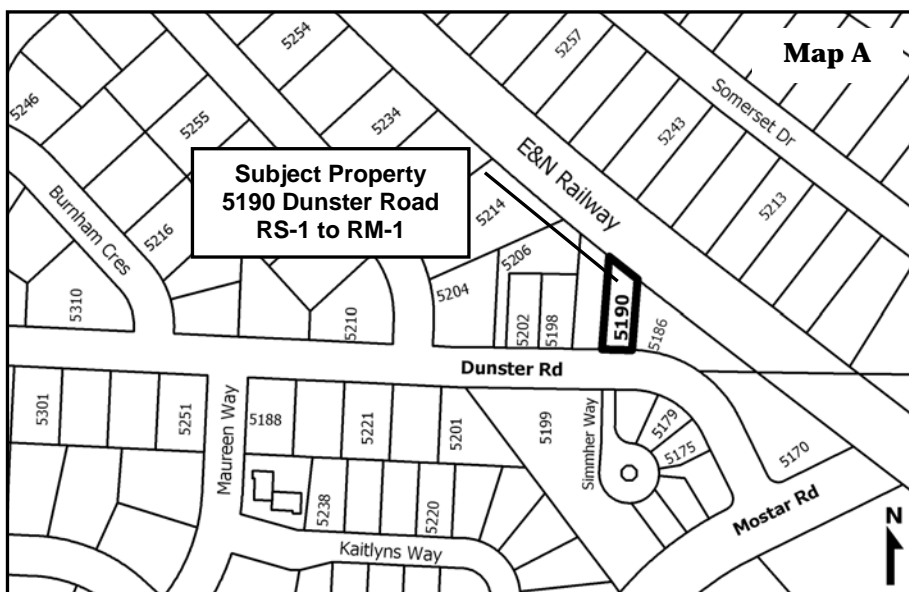 Map A
5254
5257
Somerset Dr
5246
5255
5234
5243
E&N Railway
Subject Property
5190 Dunster Road
RS-1 to RM-1
5213
Burnham Cres
5216
5214
5206
5204
5310
5210
5202
5198
5190
5186
Dunster Rd
5301
5251
Maureen Way
5188
5221
5201
5199
Simmher Way
5179
5175
5170
5238
5220
Mostar Rd
N
Kaitlyns Way